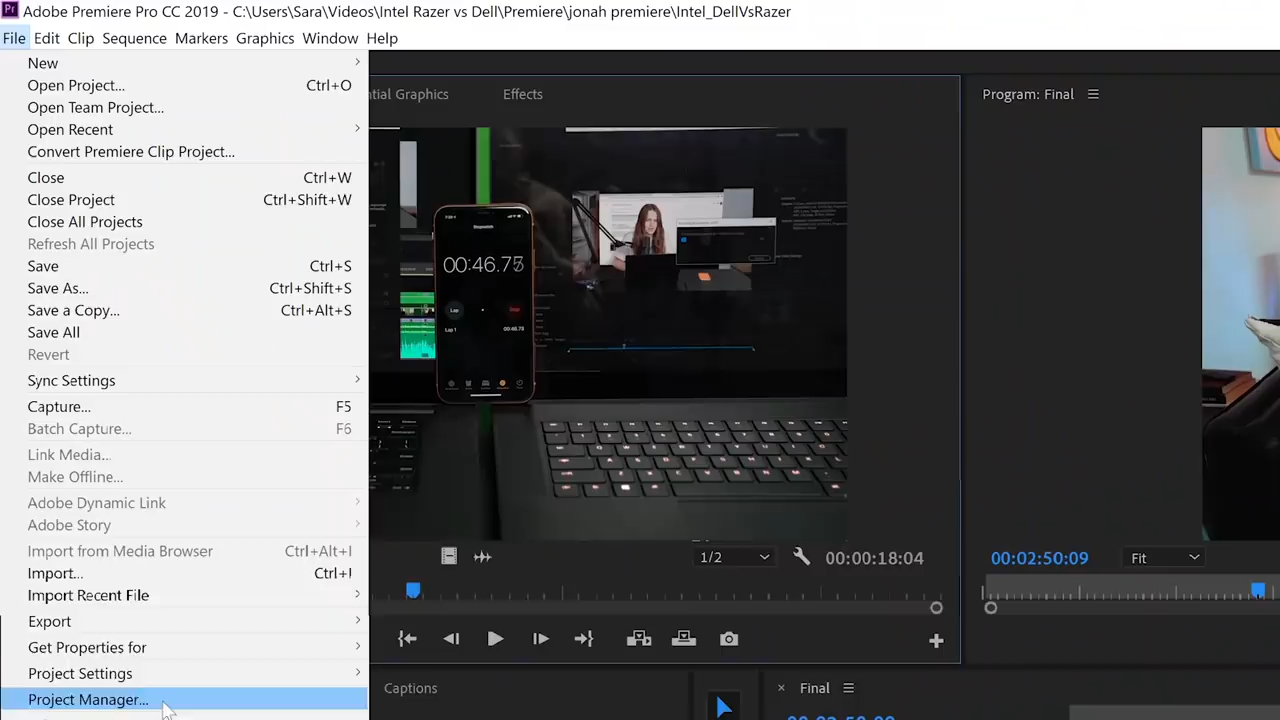 Adobe Premiere Pro CC 2019 - C:\Users\Sara\Videos\Intel Razer vs Dell\Premiere\jonah premiere\Intel_DellVsRazer
File Edit Clip Sequence Markers Graphics Window Help
New
Open Project... Ctrl+O
Open Team Project...
Open Recent
Convert Premiere Clip Project...
Close Ctrl+W
Close Project Ctrl+Shift+W
Close All Projects
Refresh All Projects
Save Ctrl+S
Save As... Ctrl+Shift+S
Save a Copy... Ctrl+Alt+S
Save All
Revert
Sync Settings
Capture... F5
Batch Capture... F6
Link Media...
Make Offline...
Adobe Dynamic Link
Adobe Story
Import from Media Browser Ctrl+Alt+I
Import... Ctrl+I
Import Recent File
Export
Get Properties for
Project Settings
Project Manager...
ntial Graphics Effects
Stopwatch
Lap Stop
Lap 1
1/2 00:00:18:04
Captions
Program: Final
00:02:50:09 Fit
× Final